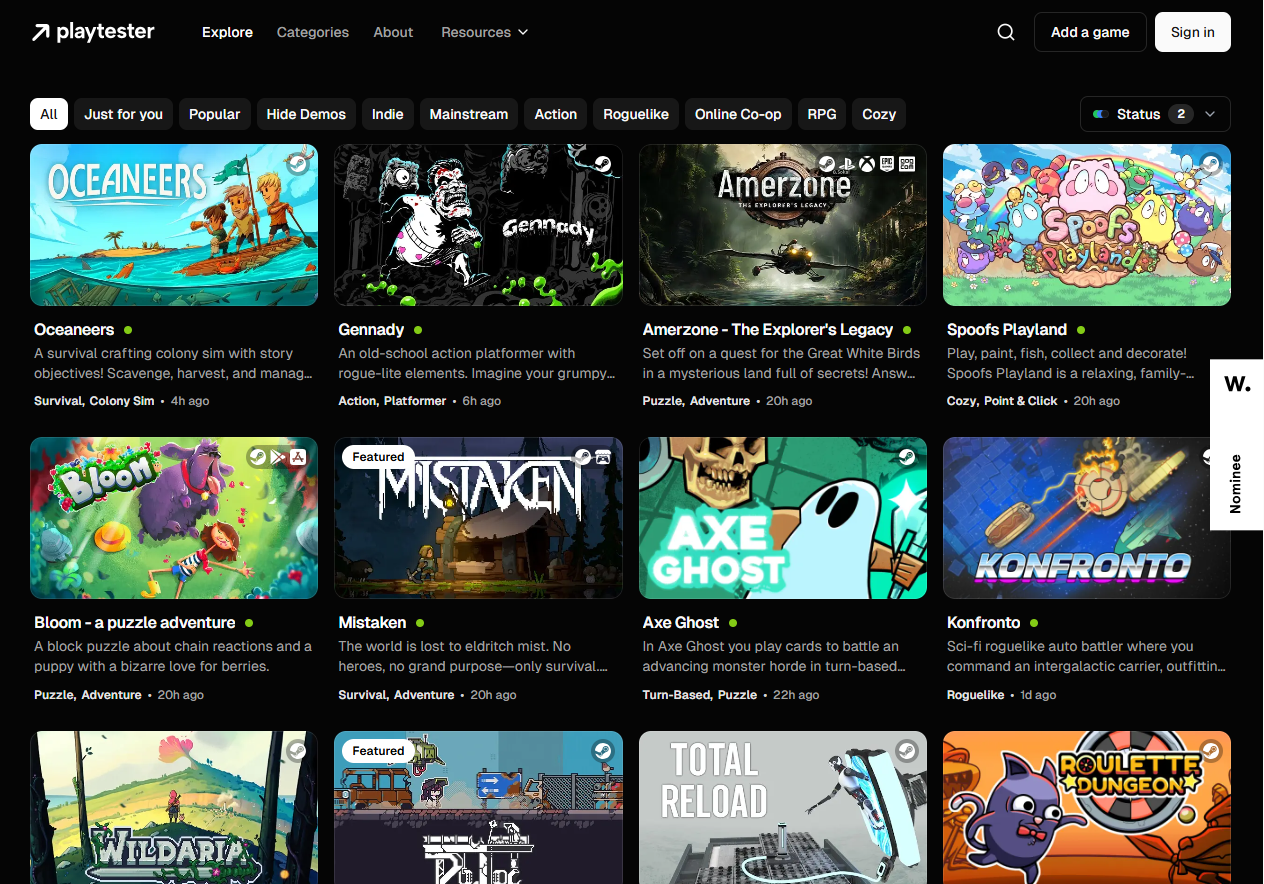 playtester
Explore
Categories
About
Resources
Add a game
Sign in
All
Just for you
Popular
Hide Demos
Indie
Mainstream
Action
Roguelike
Online Co-op
RPG
Cozy
Status 2
OCEANEERS
Gennady
Amerzone
THE EXPLORER'S LEGACY
Spoofs
Playland
Oceaneers
A survival crafting colony sim with story
objectives! Scavenge, harvest, and manag...
Survival, Colony Sim • 4h ago
Gennady
An old-school action platformer with
rogue-lite elements. Imagine your grumpy...
Action, Platformer • 6h ago
Amerzone - The Explorer's Legacy
Set off on a quest for the Great White Birds
in a mysterious land full of secrets! Answ...
Puzzle, Adventure • 20h ago
Spoofs Playland
Play, paint, fish, collect and decorate!
Spoofs Playland is a relaxing, family-...
Cozy, Point & Click • 20h ago
W.
Nominee
Bloom
Featured
MISTAKEN
AXE
GHOST
KONFRONTO
Bloom - a puzzle adventure
A block puzzle about chain reactions and a
puppy with a bizarre love for berries.
Puzzle, Adventure • 20h ago
Mistaken
The world is lost to eldritch mist. No
heroes, no grand purpose—only survival....
Survival, Adventure • 20h ago
Axe Ghost
In Axe Ghost you play cards to battle an
advancing monster horde in turn-based...
Turn-Based, Puzzle • 22h ago
Konfronto
Sci-fi roguelike auto battler where you
command an intergalactic carrier, outfittin...
Roguelike • 1d ago
WILDARIA
Featured
TOTAL
RELOAD
ROULETTE
DUNGEON